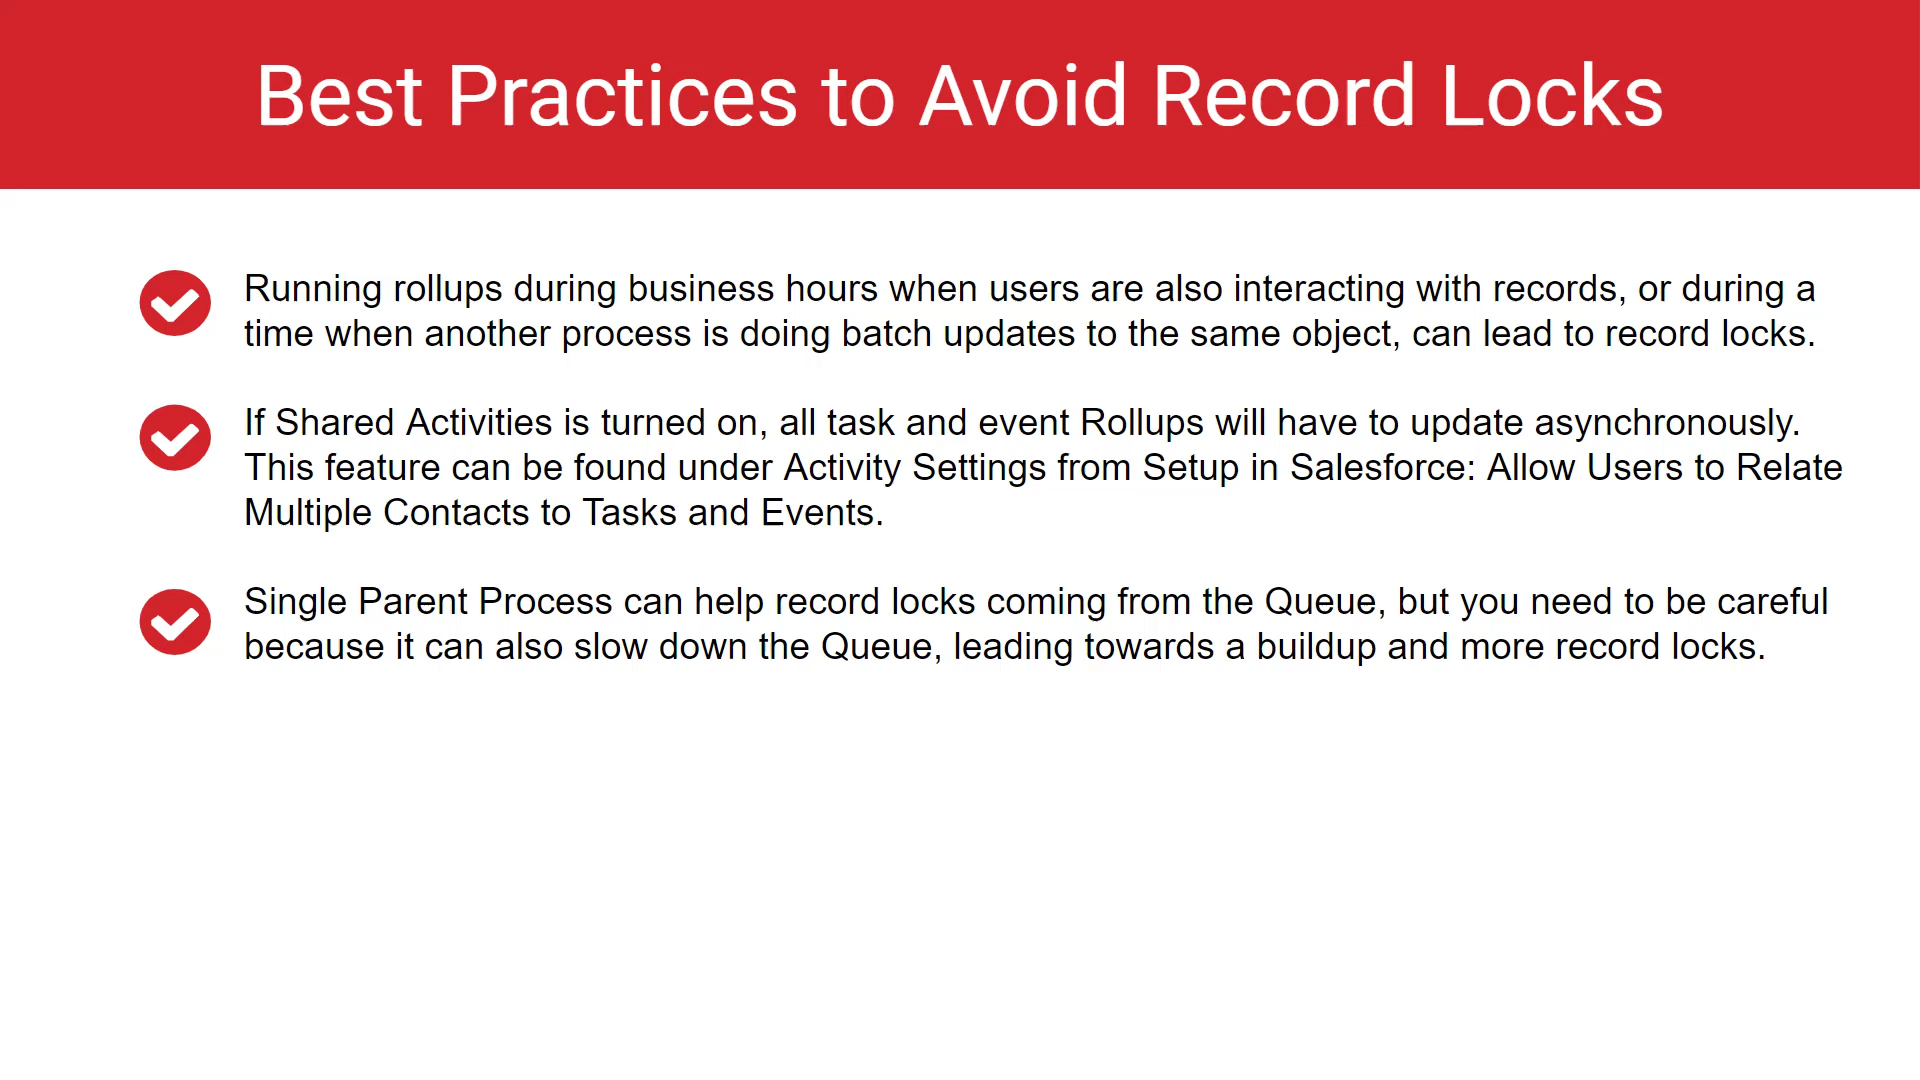 Best Practices to Avoid Record Locks
Running rollups during business hours when users are also interacting with records, or during a
time when another process is doing batch updates to the same object, can lead to record locks.
If Shared Activities is turned on, all task and event Rollups will have to update asynchronously.
This feature can be found under Activity Settings from Setup in Salesforce: Allow Users to Relate
Multiple Contacts to Tasks and Events.
Single Parent Process can help record locks coming from the Queue, but you need to be careful
because it can also slow down the Queue, leading towards a buildup and more record locks.